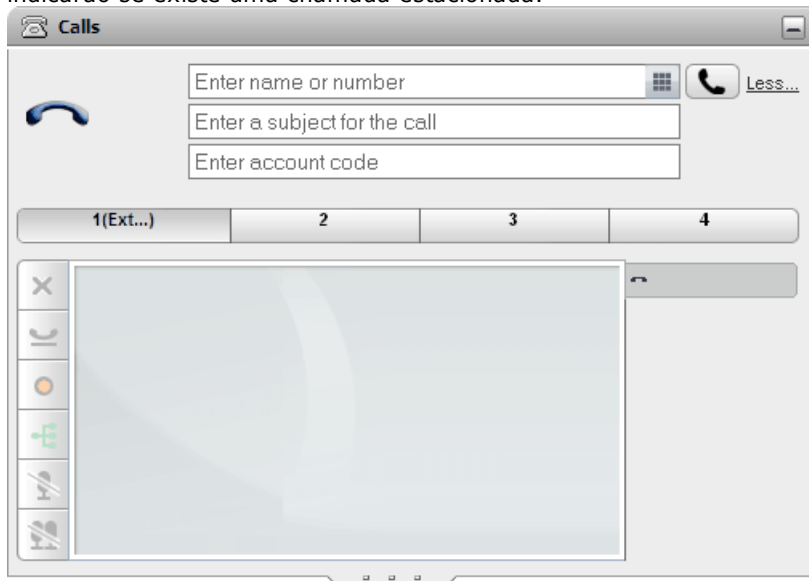 indicarão se existe uma chamada estacionada.
Calls
Enter name or number
Less...
Enter a subject for the call
Enter account code
1(Ext...) 2 3 4